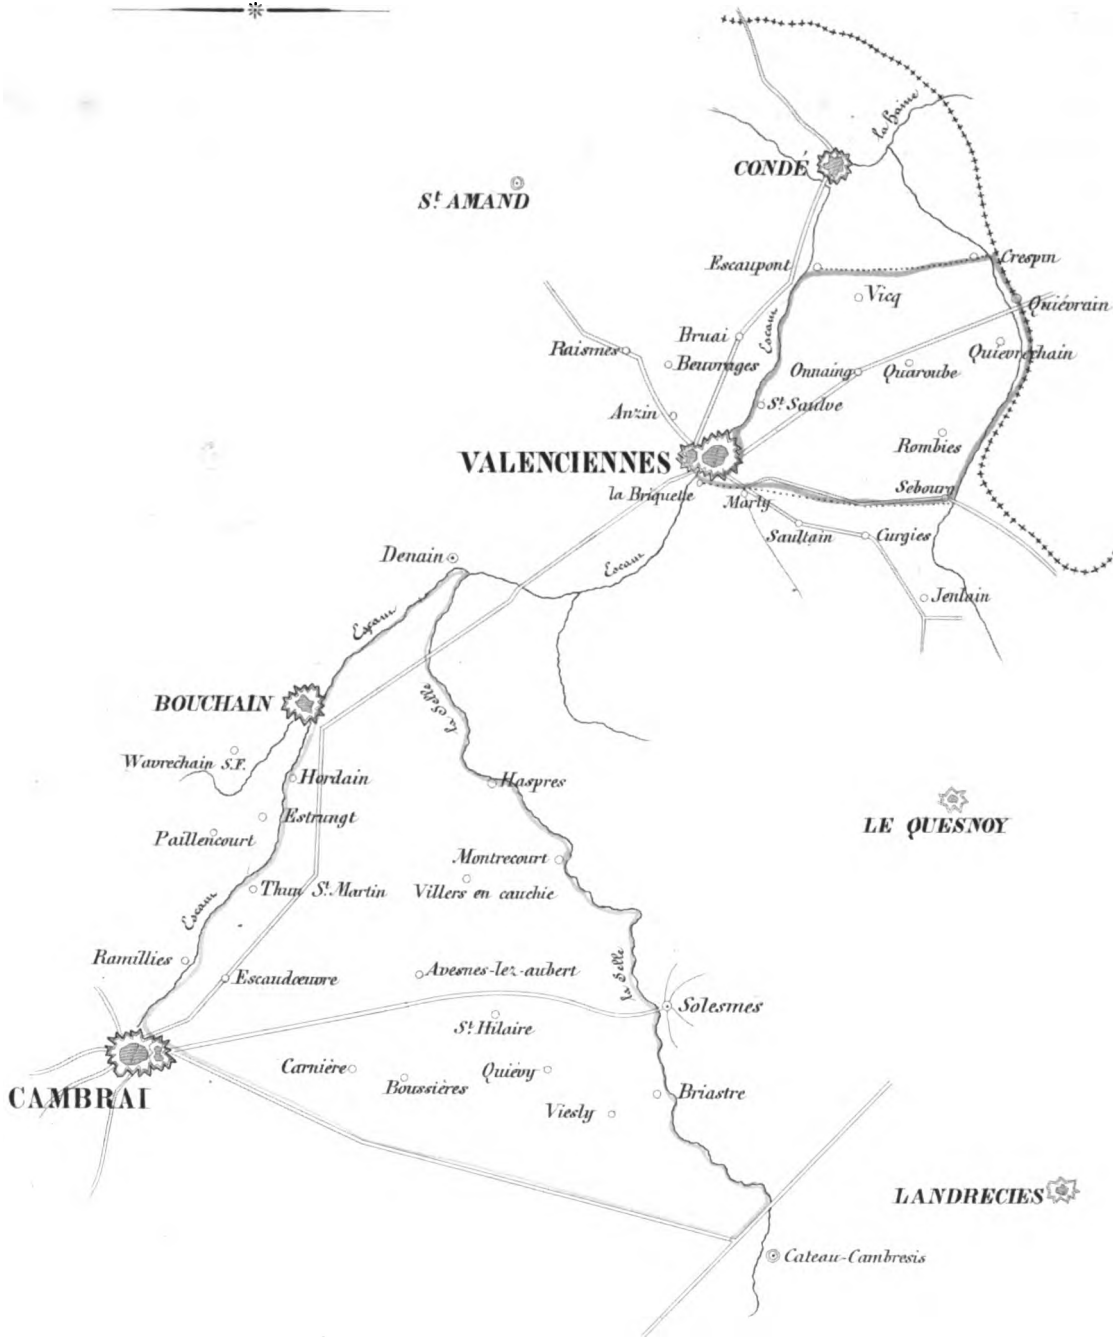 la Haine
CONDÉ
St. AMAND
Escaupont
Crespin
Vicq
Quiévrain
Escaut
Bruai
Raismes
Beuvrages
Quiévrechain
Onnaing
Quaroube
St. Saulve
Anzin
Rombies
VALENCIENNES
Sebourg
la Briquette
Marly
Saultain
Curgies
Denain
Escaut
Jenlain
Escaut
BOUCHAIN
la Selle
Wavrechain S.F.
Hordain
Haspres
Estrungt
LE QUESNOY
Paillencourt
Montrecourt
Thun St. Martin
Villers en cauchie
Escaut
Ramillies
Escaudœuvre
Avesnes-lez-aubert
la Selle
Solesmes
St. Hilaire
Carnière
Boussières
Quiévy
CAMBRAI
Briastre
Viesly
LANDRECIES
Cateau-Cambresis